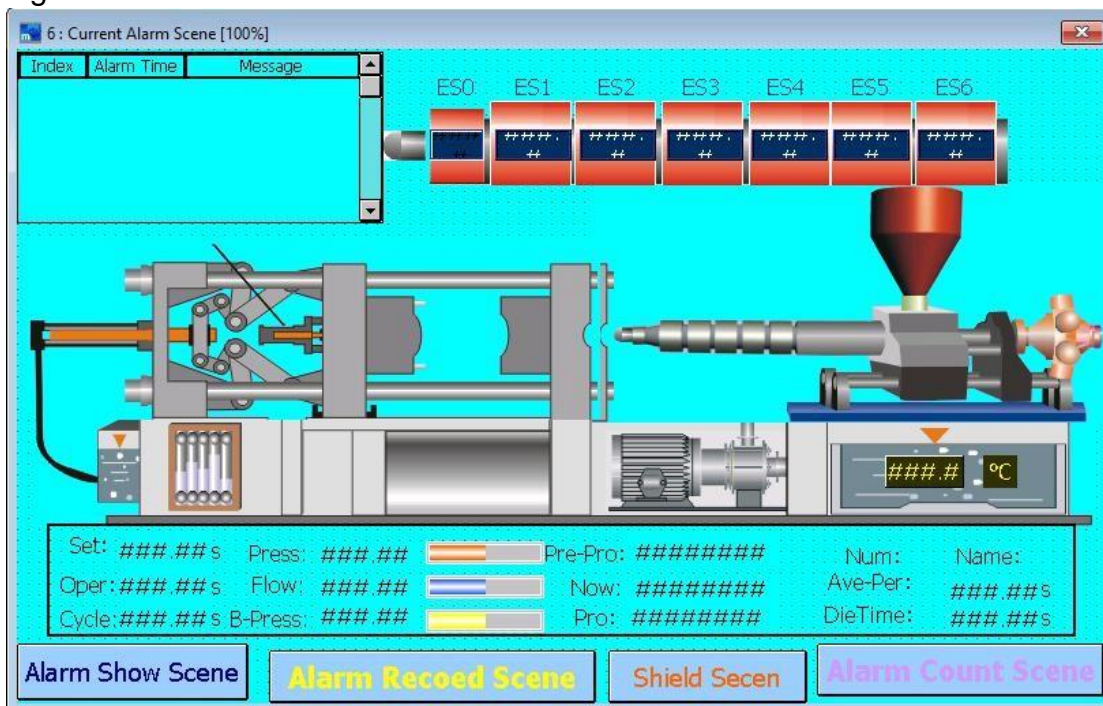 6 : Current Alarm Scene [100%]
Index Alarm Time Message
ES0 ES1 ES2 ES3 ES4 ES5 ES6
####.# ###.# ###.# ###.# ###.# ###.# ###.#
###.# ℃
Set: ###.## s Press: ###.## Pre-Pro: ######## Num: Name:
Oper: ###.## s Flow: ###.## Now: ######## Ave-Per: ###.## s
Cycle: ###.## s B-Press: ###.## Pro: ######## DieTime: ###.## s
Alarm Show Scene Alarm Recoed Scene Shield Secen Alarm Count Scene